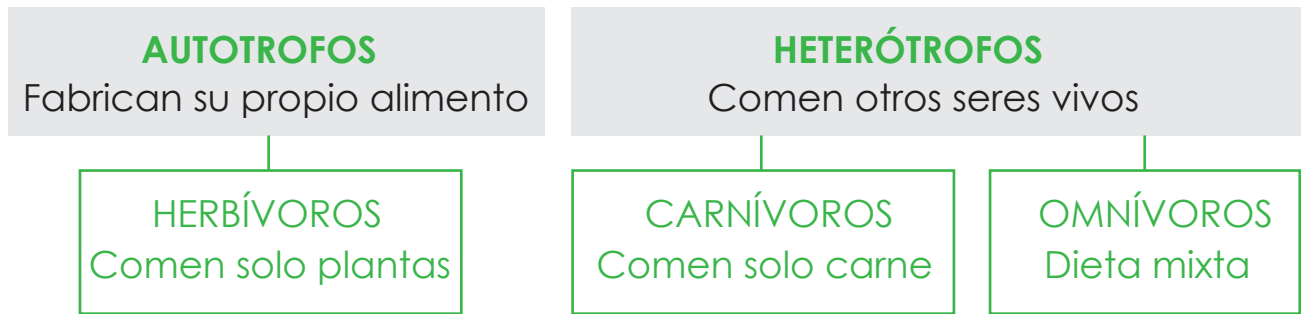 AUTOTROFOS
Fabrican su propio alimento
HETERÓTROFOS
Comen otros seres vivos
HERBÍVOROS
Comen solo plantas
CARNÍVOROS
Comen solo carne
OMNÍVOROS
Dieta mixta